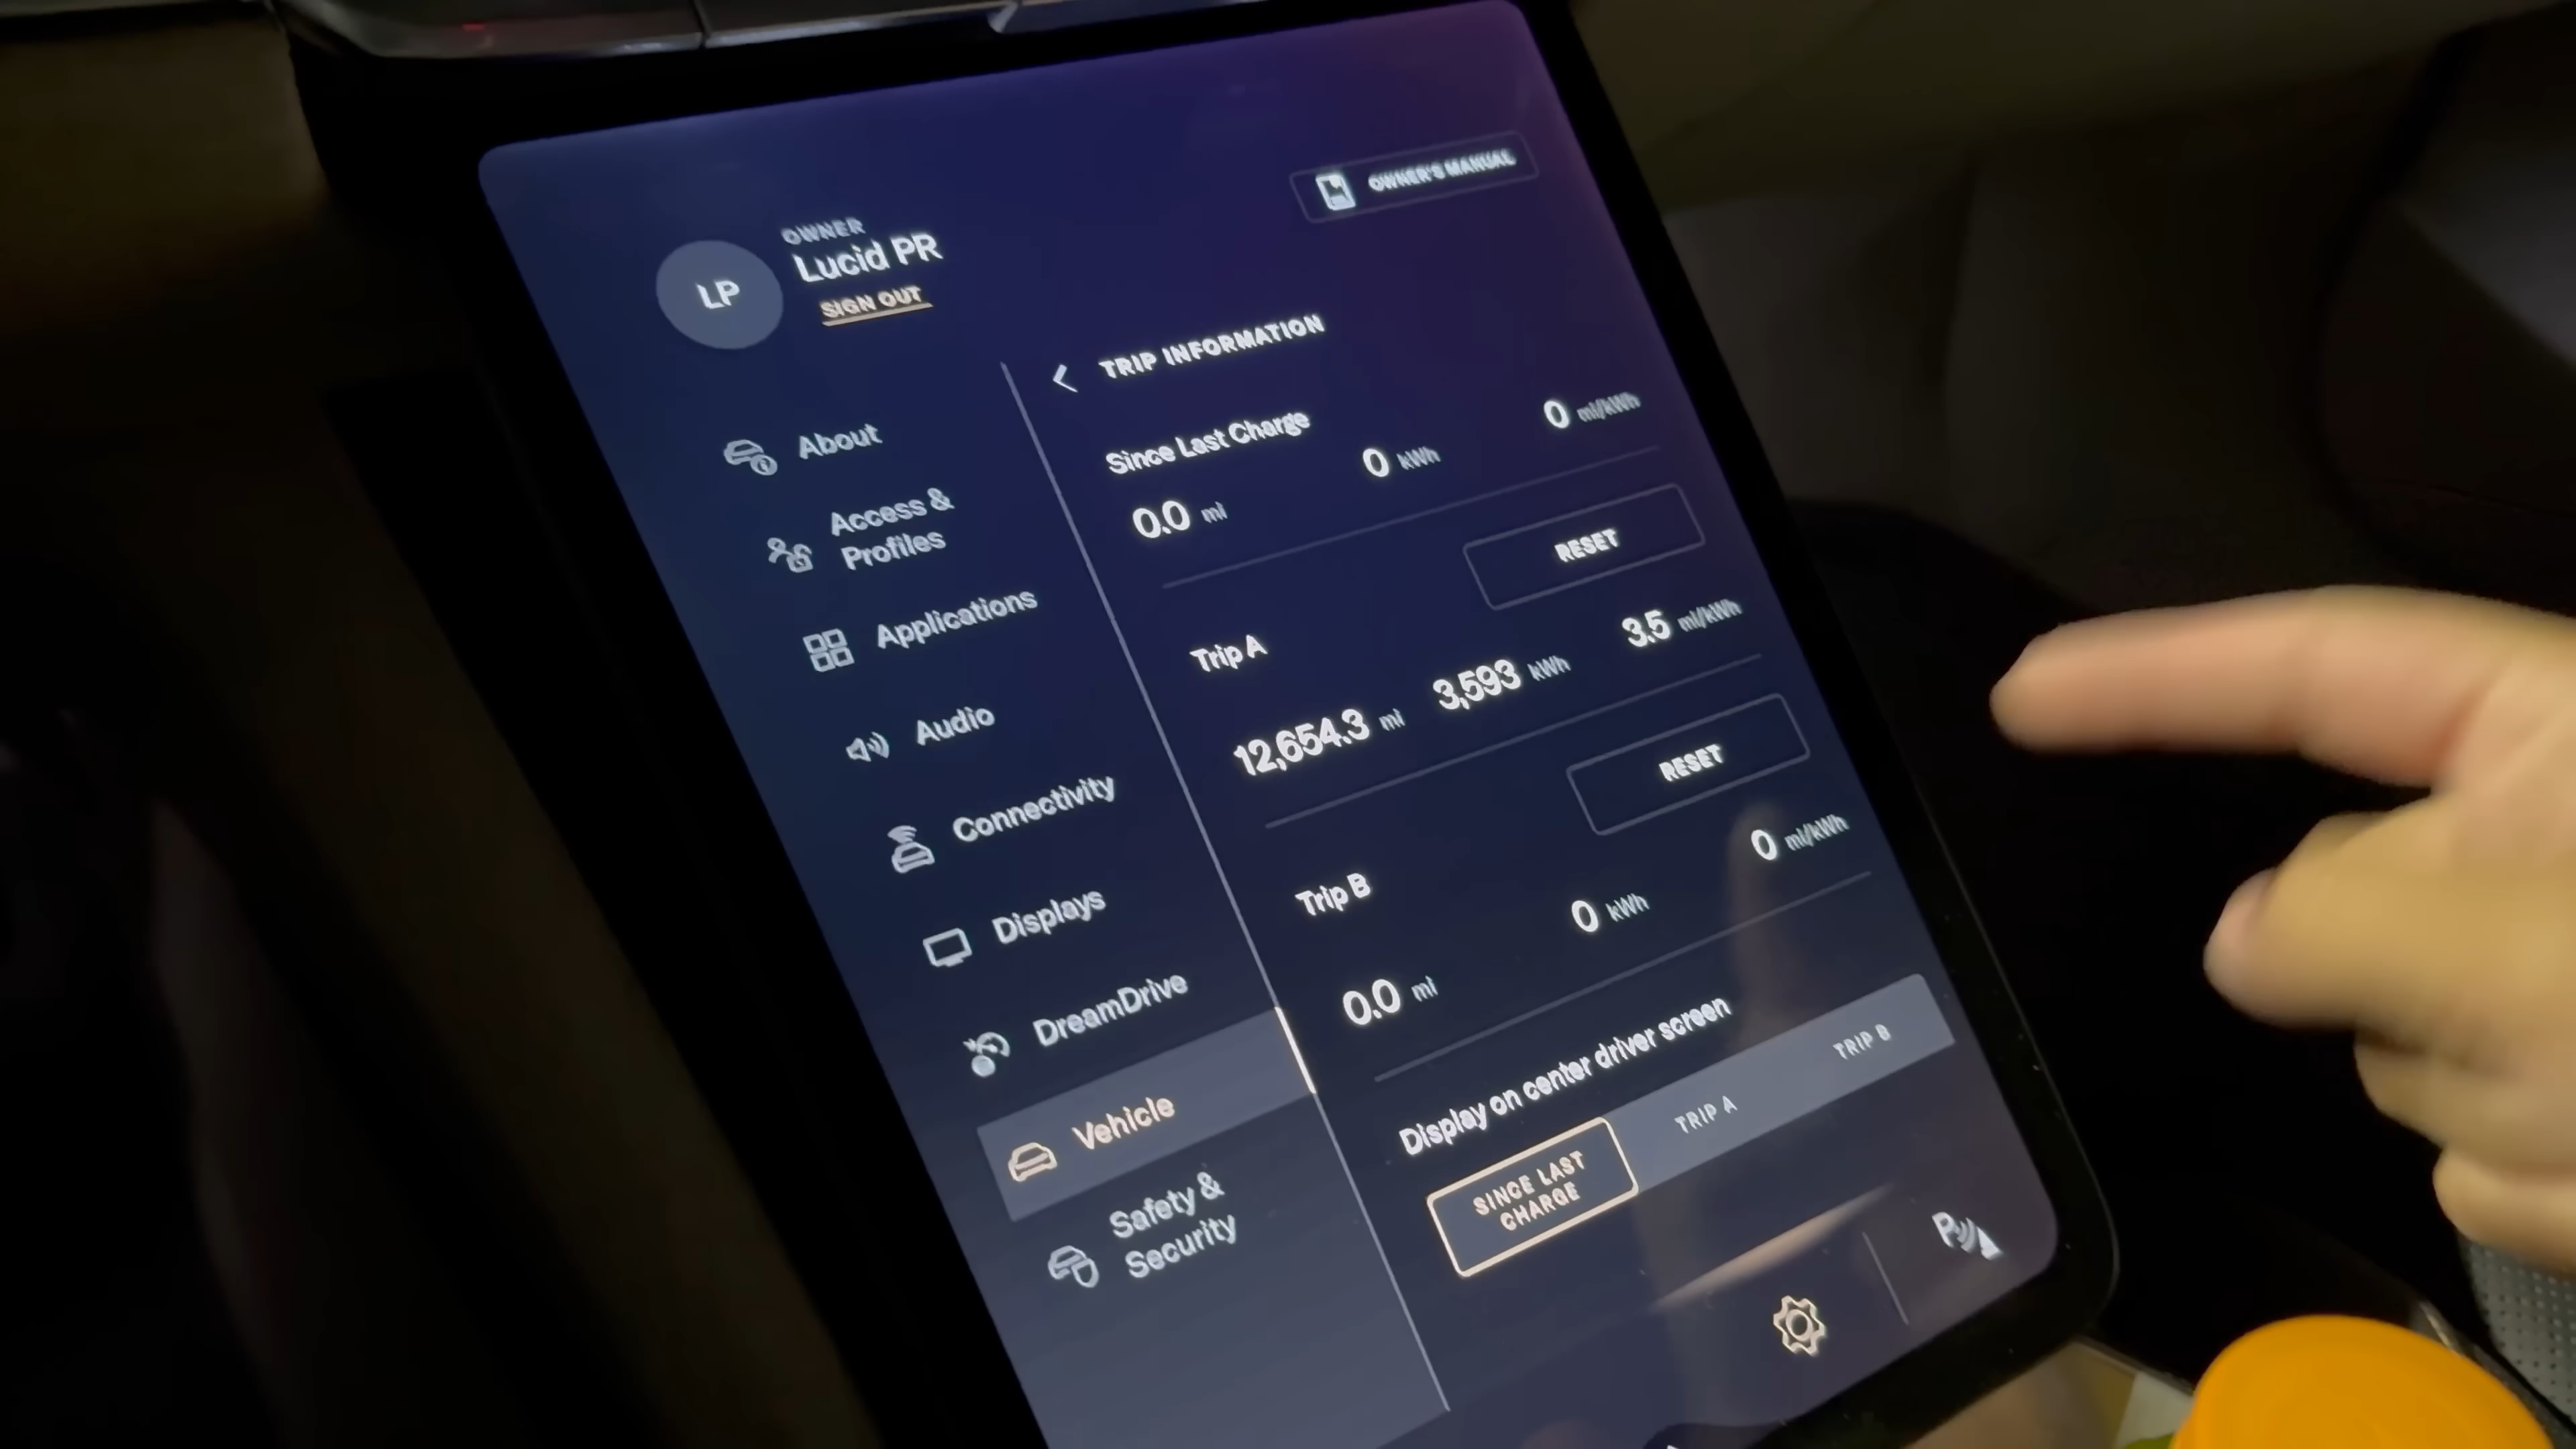 OWNER'S MANUAL
OWNER
LP
Lucid PR
SIGN OUT
About
Access &
Profiles
Applications
Audio
Connectivity
Displays
DreamDrive
Vehicle
Safety &
Security
TRIP INFORMATION
Since Last Charge
0.0 mi 0 kWh 0 mi/kWh
RESET
Trip A
12,654.3 mi 3,593 kWh 3.5 mi/kWh
RESET
Trip B
0.0 mi 0 kWh 0 mi/kWh
Display on center driver screen
SINCE LAST
CHARGE
TRIP A
TRIP B
P